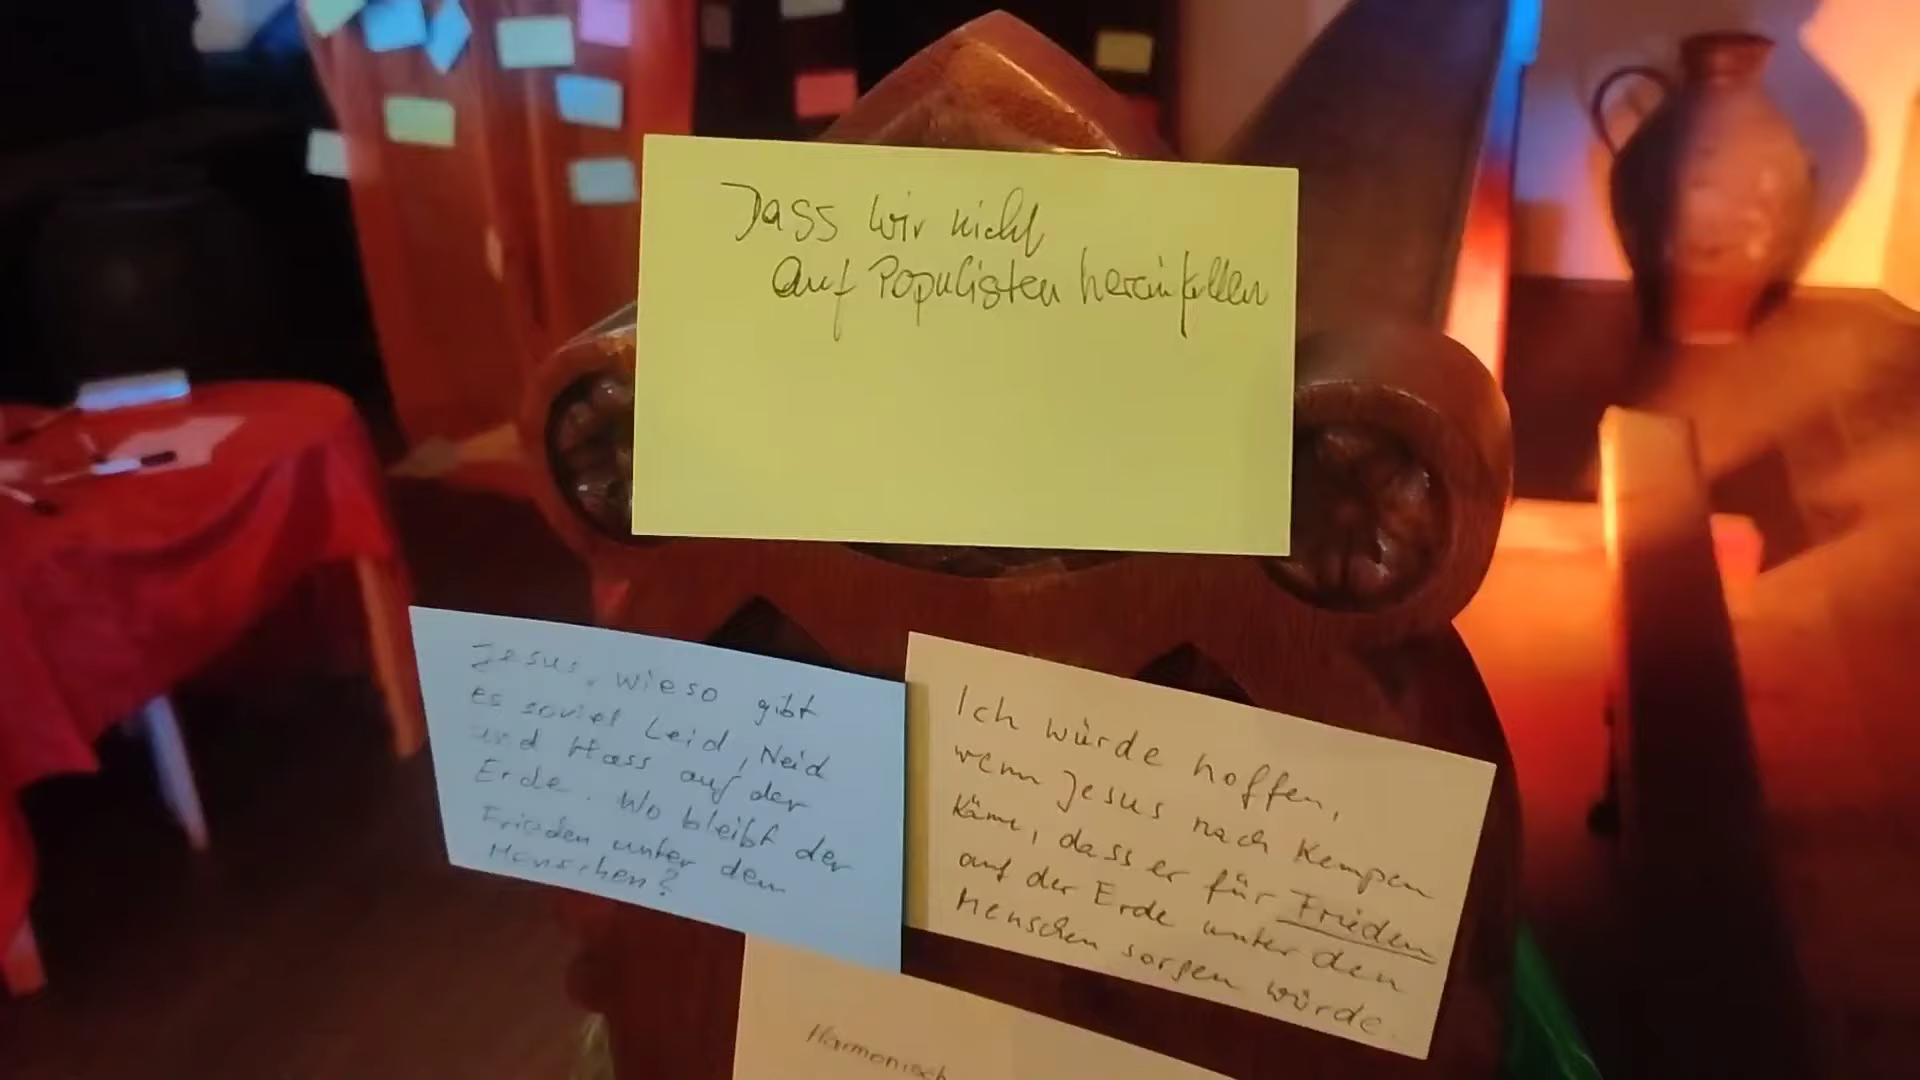 Dass wir nicht
auf Populisten hereinfallen
Jesus, wieso gibt
es soviel Leid, Neid
und Hass auf der
Erde. Wo bleibt der
Frieden unter den
Menschen?
Ich würde hoffen,
wenn Jesus nach Kempen
käme, dass er für Frieden
auf der Erde unter den
Menschen sorgen würde.
Harmonisch